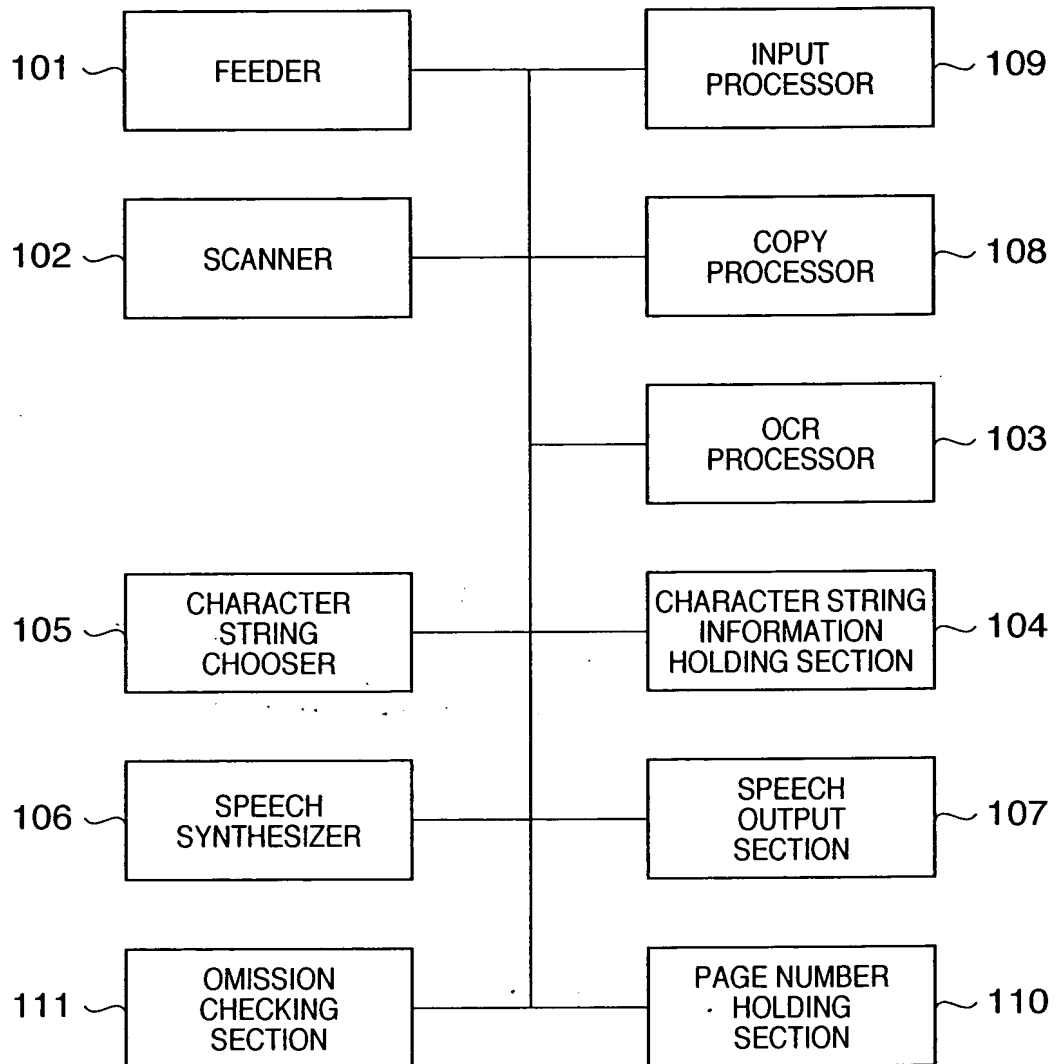 101
FEEDER
INPUT
PROCESSOR
109
102
SCANNER
COPY
PROCESSOR
108
OCR
PROCESSOR
103
105
CHARACTER
STRING
CHOOSER
CHARACTER STRING
INFORMATION
HOLDING SECTION
104
106
SPEECH
SYNTHESIZER
SPEECH
OUTPUT
SECTION
107
111
OMISSION
CHECKING
SECTION
PAGE NUMBER
HOLDING
SECTION
110